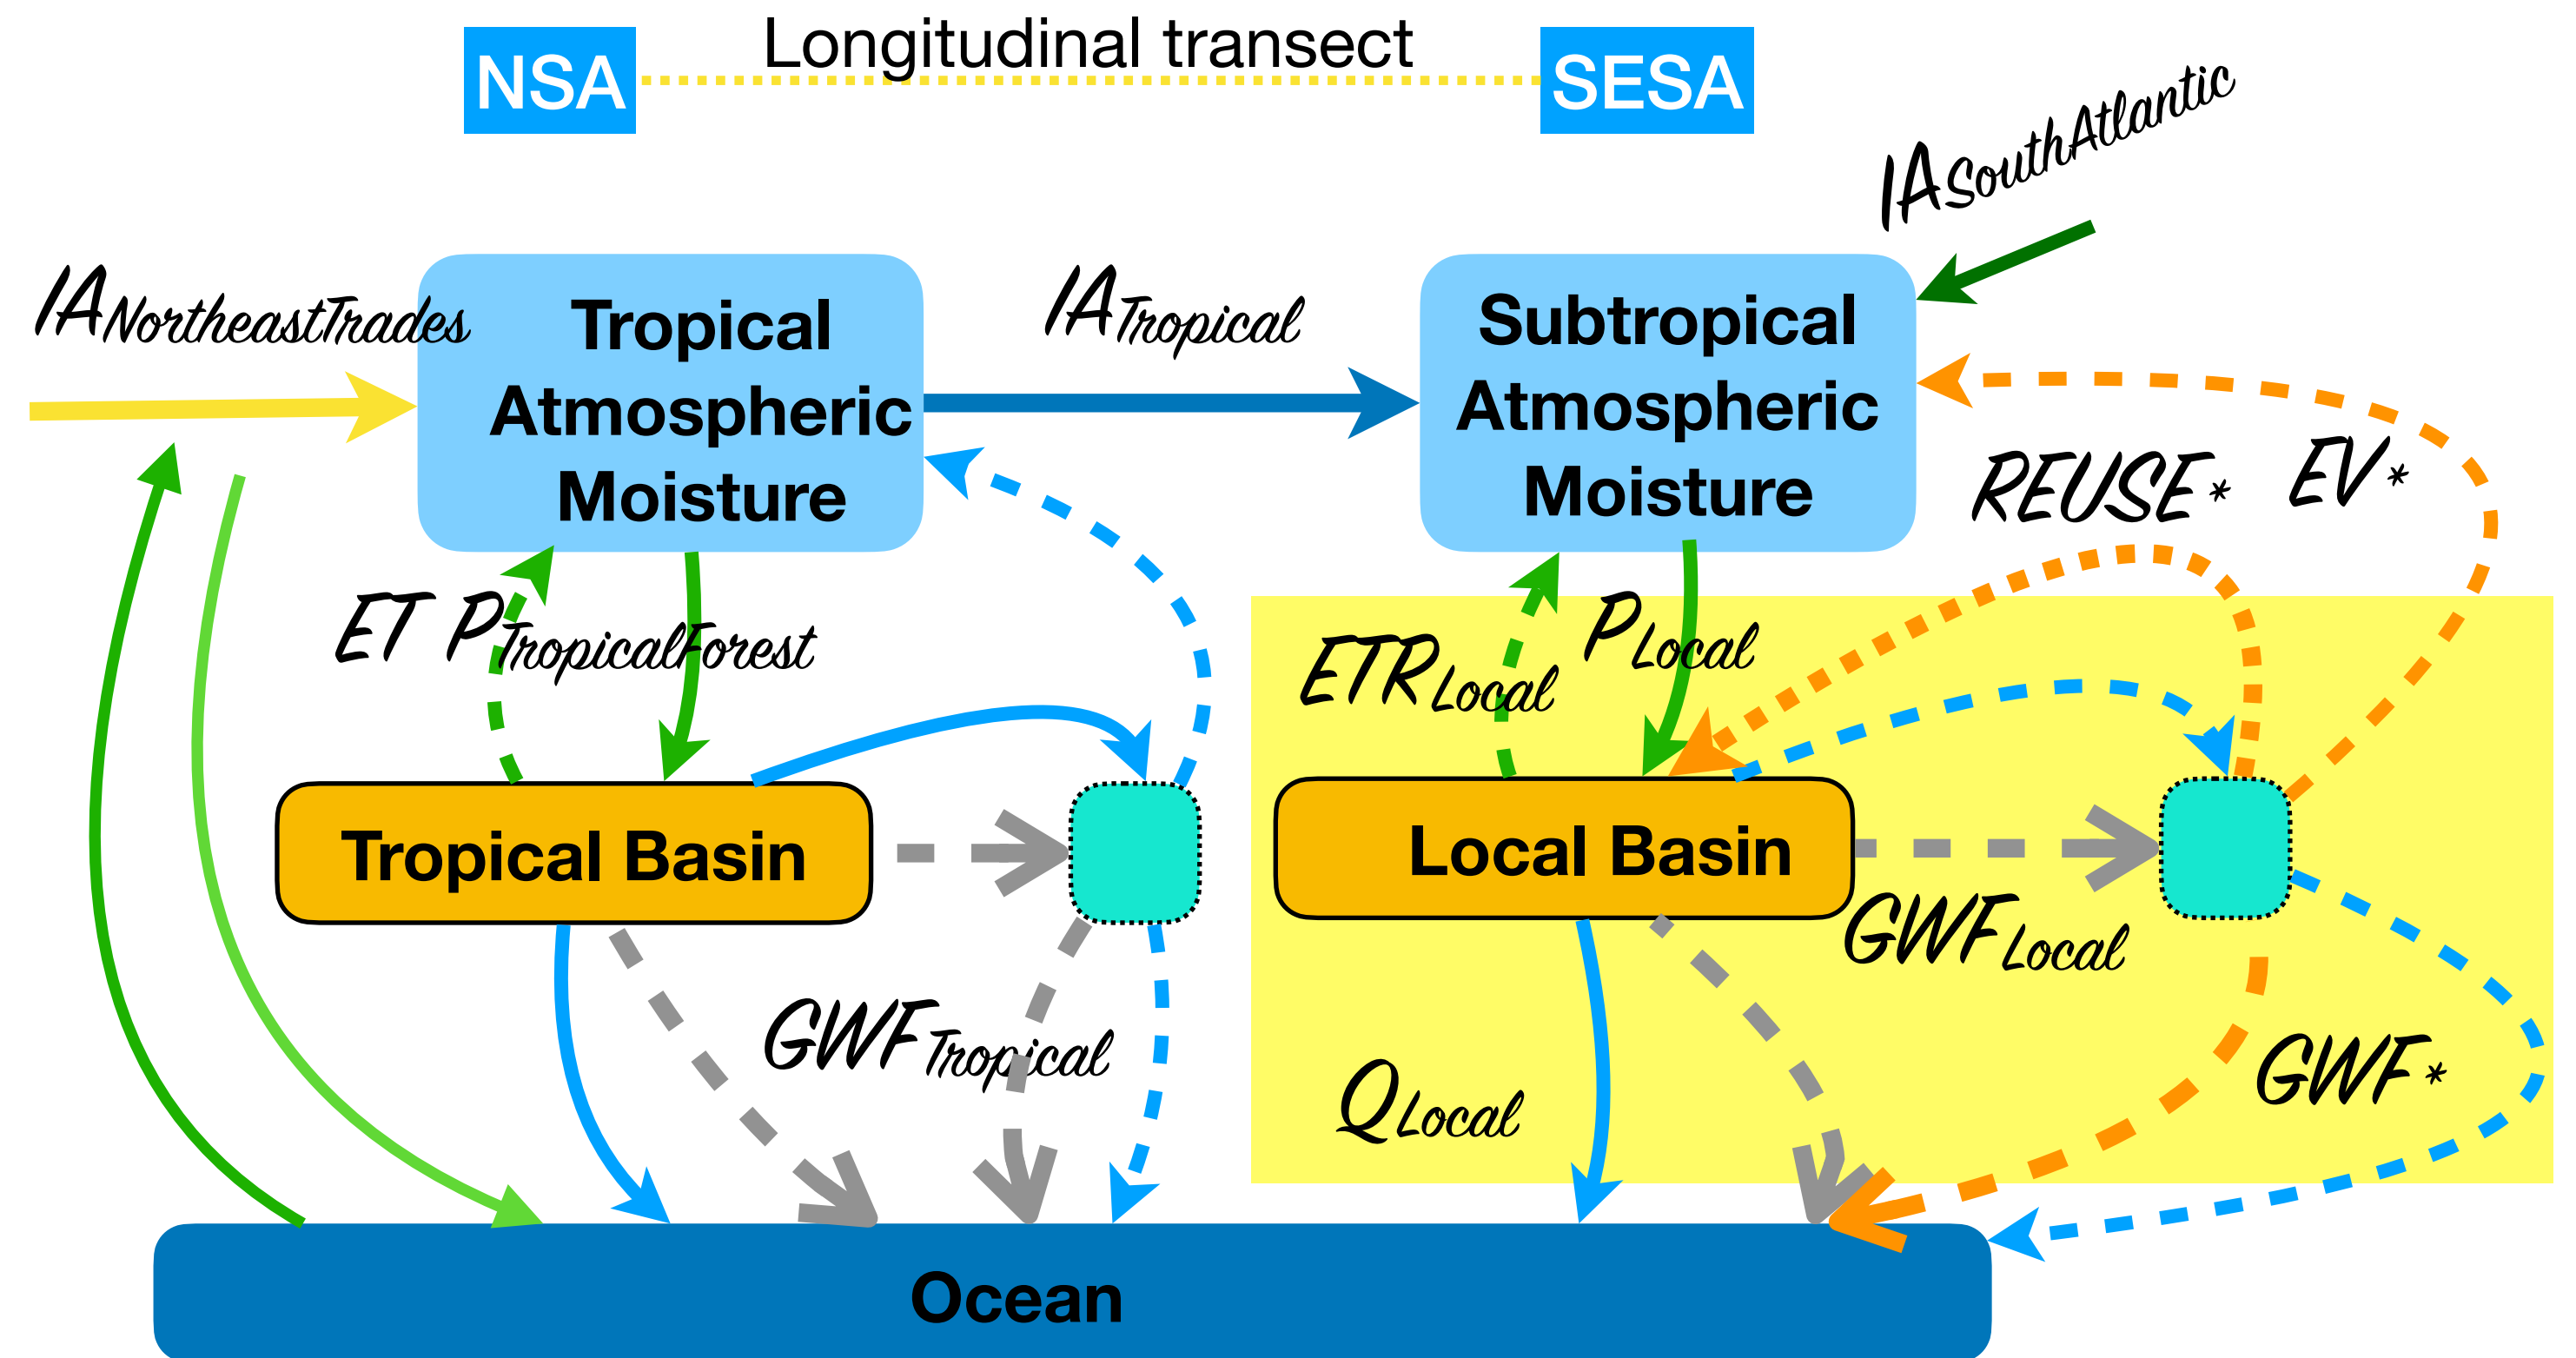 Longitudinal transect
NSA
SESA
IASouthAtlantic
IANortheastTrades
Tropical
Atmospheric
Moisture
IATropical
Subtropical
Atmospheric
Moisture
REUSE* EV*
ET PTropicalForest
ETRLocal
PLocal
Tropical Basin
Local Basin
GWFLocal
GWFTropical
QLocal
GWF*
Ocean